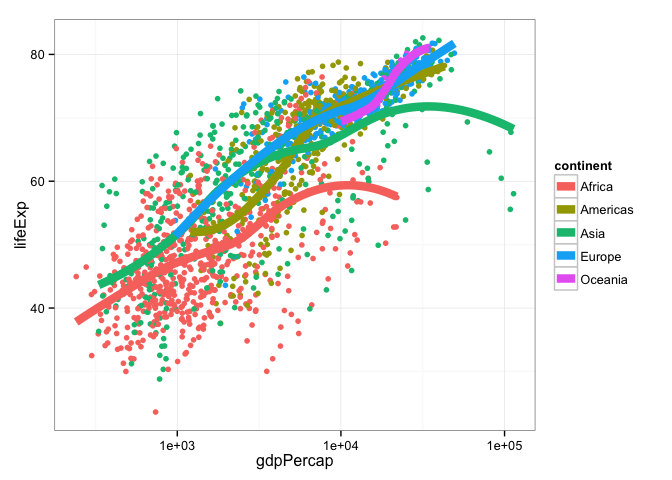 80
60
40
lifeExp
1e+03
1e+04
1e+05
gdpPercap
continent
Africa
Americas
Asia
Europe
Oceania